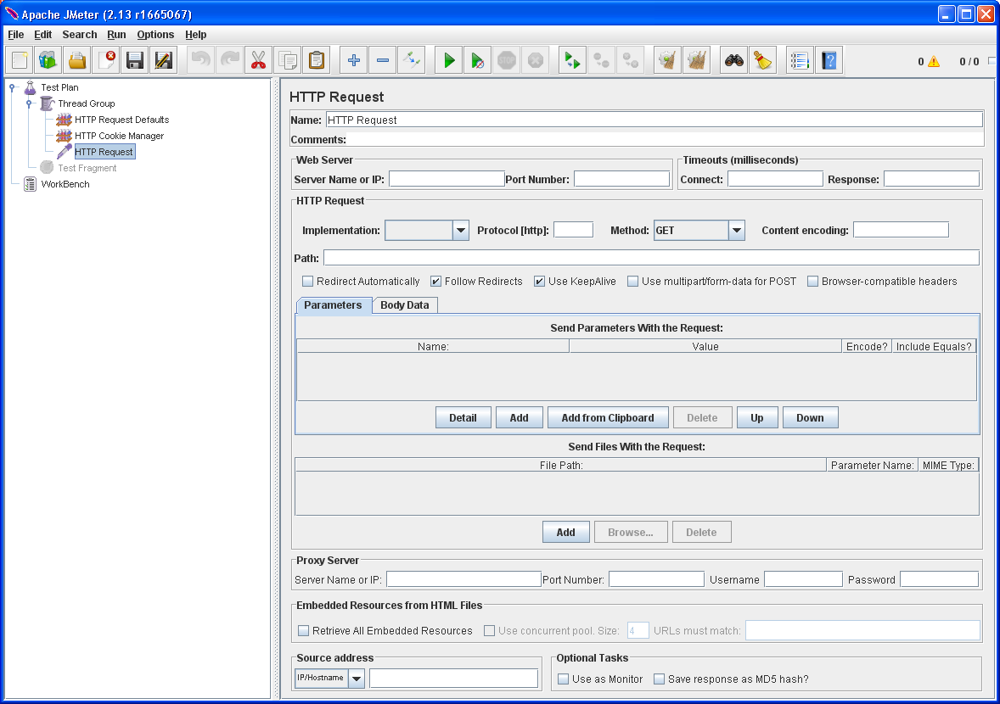 Apache JMeter (2.13 r1665067)
File Edit Search Run Options Help
STOP ? 0 0 / 0
Test Plan
Thread Group
HTTP Request Defaults
HTTP Cookie Manager
HTTP Request
Test Fragment
WorkBench
HTTP Request
Name: HTTP Request
Comments:
Web Server Timeouts (milliseconds)
Server Name or IP: Port Number: Connect: Response:
HTTP Request
Implementation: Protocol [http]: Method: GET Content encoding:
Path:
Redirect Automatically Follow Redirects Use KeepAlive Use multipart/form-data for POST Browser-compatible headers
Parameters Body Data
Send Parameters With the Request:
Name: Value Encode? Include Equals?
Detail Add Add from Clipboard Delete Up Down
Send Files With the Request:
File Path: Parameter Name: MIME Type:
Add Browse... Delete
Proxy Server
Server Name or IP: Port Number: Username Password
Embedded Resources from HTML Files
Retrieve All Embedded Resources Use concurrent pool. Size: 4 URLs must match:
Source address Optional Tasks
IP/Hostname Use as Monitor Save response as MD5 hash?